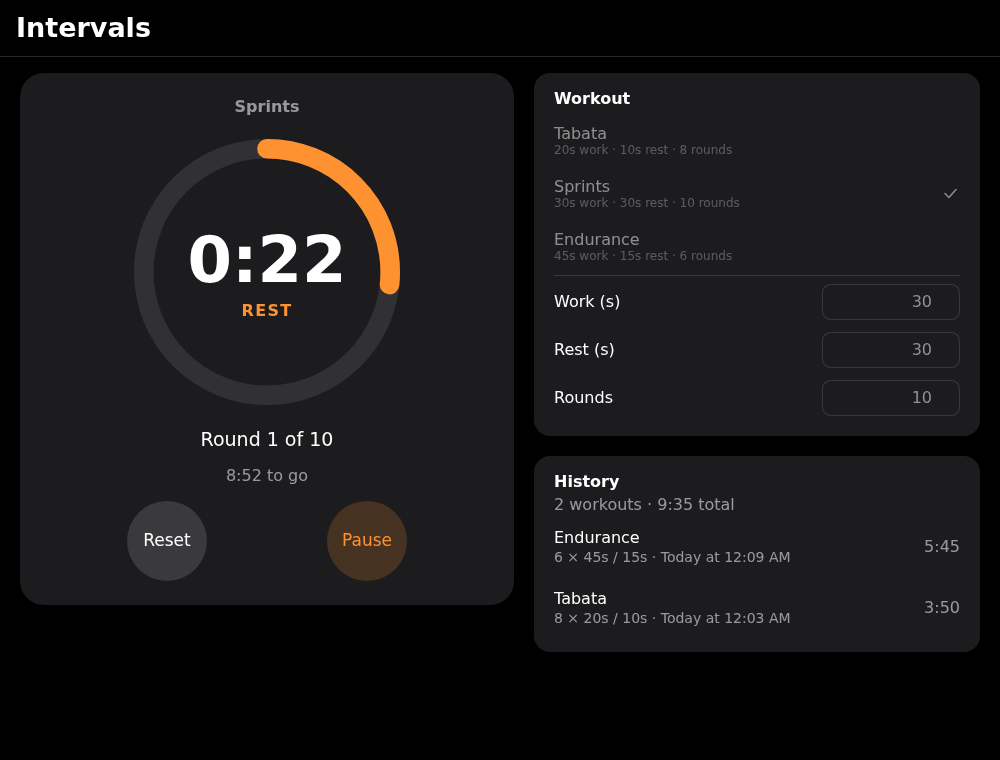 Intervals
Sprints
0:22
REST
Round 1 of 10
8:52 to go
Reset
Pause
Workout
Tabata
20s work · 10s rest · 8 rounds
Sprints
30s work · 30s rest · 10 rounds
Endurance
45s work · 15s rest · 6 rounds
Work (s) 30
Rest (s) 30
Rounds 10
History
2 workouts · 9:35 total
Endurance
6 × 45s / 15s · Today at 12:09 AM
5:45
Tabata
8 × 20s / 10s · Today at 12:03 AM
3:50